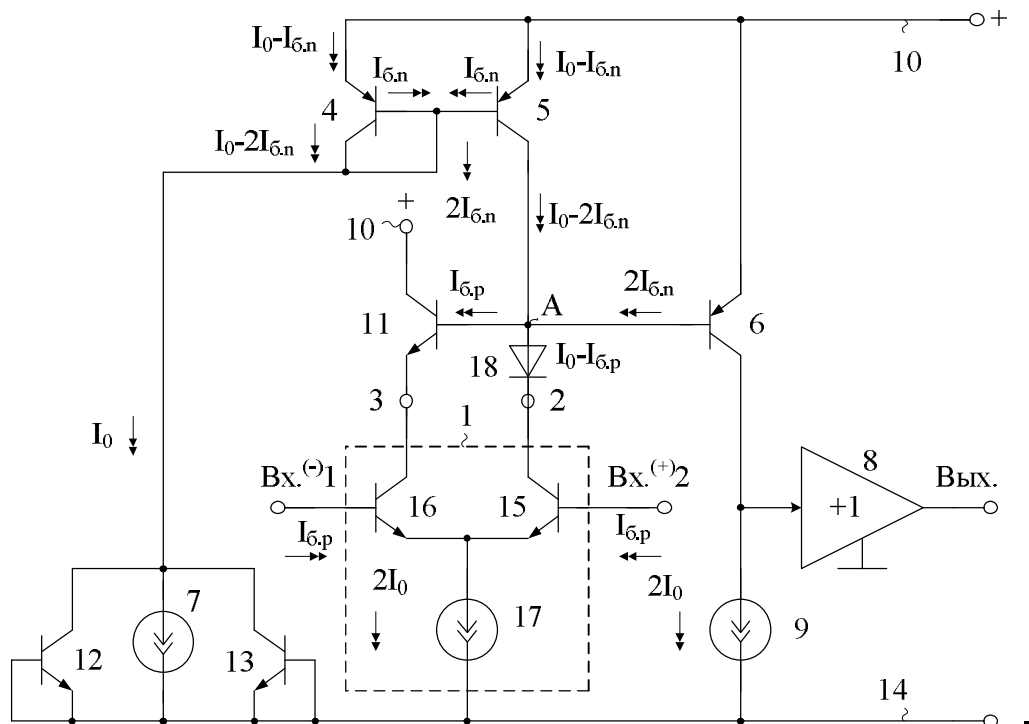 +
I₀-Iб.п
I₀-Iб.п
10
Iб.п
Iб.п
4
5
I₀-2Iб.п
2Iб.п
I₀-2Iб.п
+
10
Iб.р
A
2Iб.п
11
6
18
I₀-Iб.р
3
2
I₀
1
8
Вх.(-)1
Вх.(+)2
Вых.
16
15
+1
Iб.р
Iб.р
7
2I₀
17
2I₀
9
12
13
14
-